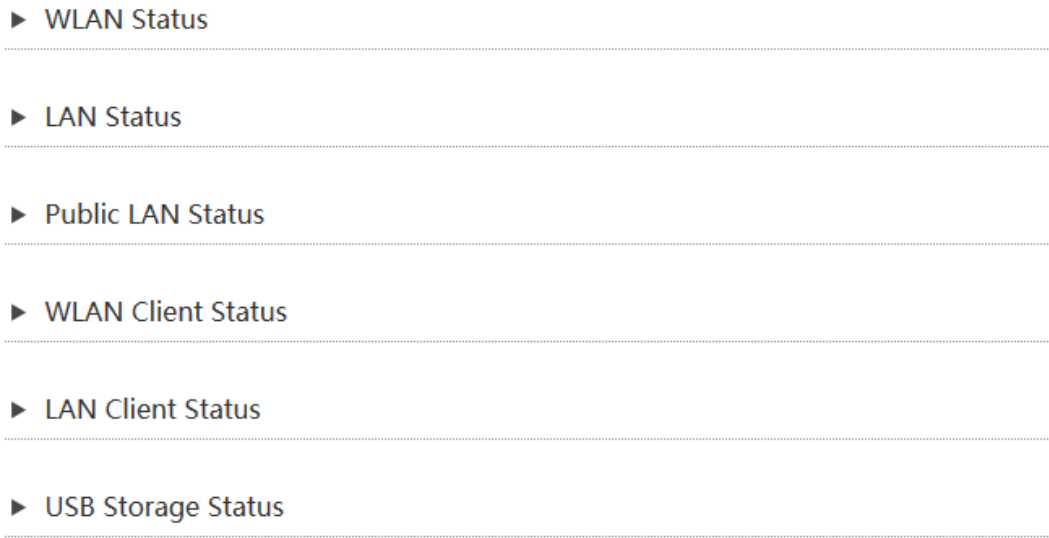 WLAN Status
LAN Status
Public LAN Status
WLAN Client Status
LAN Client Status
USB Storage Status